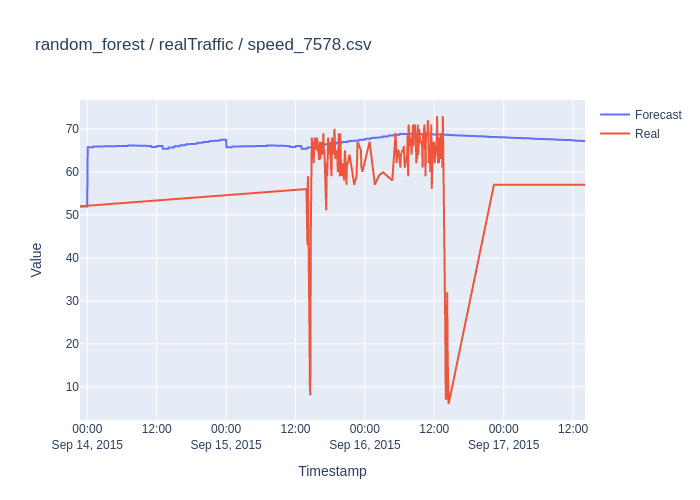 random_forest / realTraffic / speed_7578.csv
Forecast
Real
Value
70
60
50
40
30
20
10
00:00 12:00 00:00 12:00 00:00 12:00 00:00 12:00
Sep 14, 2015 Sep 15, 2015 Sep 16, 2015 Sep 17, 2015
Timestamp